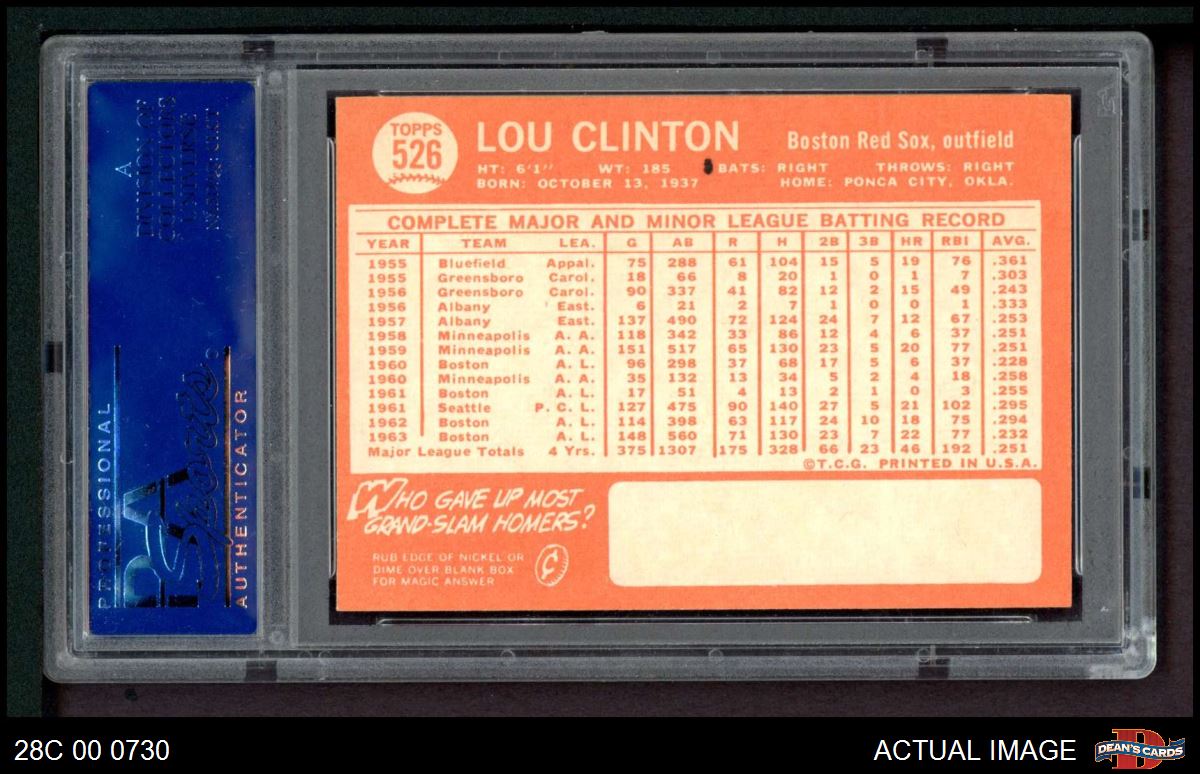 A
DIVISION OF
COLLECTORS
UNIVERSE
NASDAQ: CLCT
PROFESSIONAL
PSA
Sports
AUTHENTICATOR
TOPPS
526
LOU CLINTON
Boston Red Sox, outfield
HT: 6'1" WT: 185 BATS: RIGHT THROWS: RIGHT
BORN: OCTOBER 13, 1937 HOME: PONCA CITY, OKLA.
COMPLETE MAJOR AND MINOR LEAGUE BATTING RECORD
YEAR TEAM LEA. G AB R H 2B 3B HR RBI AVG.
1955 Bluefield Appal. 75 288 61 104 15 5 19 76 .361
1955 Greensboro Carol. 18 66 8 20 1 0 1 7 .303
1956 Greensboro Carol. 90 337 41 82 12 2 15 49 .243
1956 Albany East. 6 21 2 7 1 0 0 1 .333
1957 Albany East. 137 490 72 124 24 7 12 67 .253
1958 Minneapolis A. A. 118 342 33 86 12 4 6 37 .251
1959 Minneapolis A. A. 151 517 65 130 23 5 20 77 .251
1960 Boston A. L. 96 298 37 68 17 5 6 37 .228
1960 Minneapolis A. A. 35 132 13 34 5 2 4 18 .258
1961 Boston A. L. 17 51 4 13 2 1 0 3 .255
1961 Seattle P. C. L. 127 475 90 140 27 5 21 102 .295
1962 Boston A. L. 114 398 63 117 24 10 18 75 .294
1963 Boston A. L. 148 560 71 130 23 7 22 77 .232
Major League Totals 4 Yrs. 375 1307 175 328 66 23 46 192 .251
©T.C.G. PRINTED IN U.S.A.
WHO GAVE UP MOST
GRAND-SLAM HOMERS?
RUB EDGE OF NICKEL OR
DIME OVER BLANK BOX
FOR MAGIC ANSWER
¢
28C 00 0730
ACTUAL IMAGE
DEAN'S CARDS